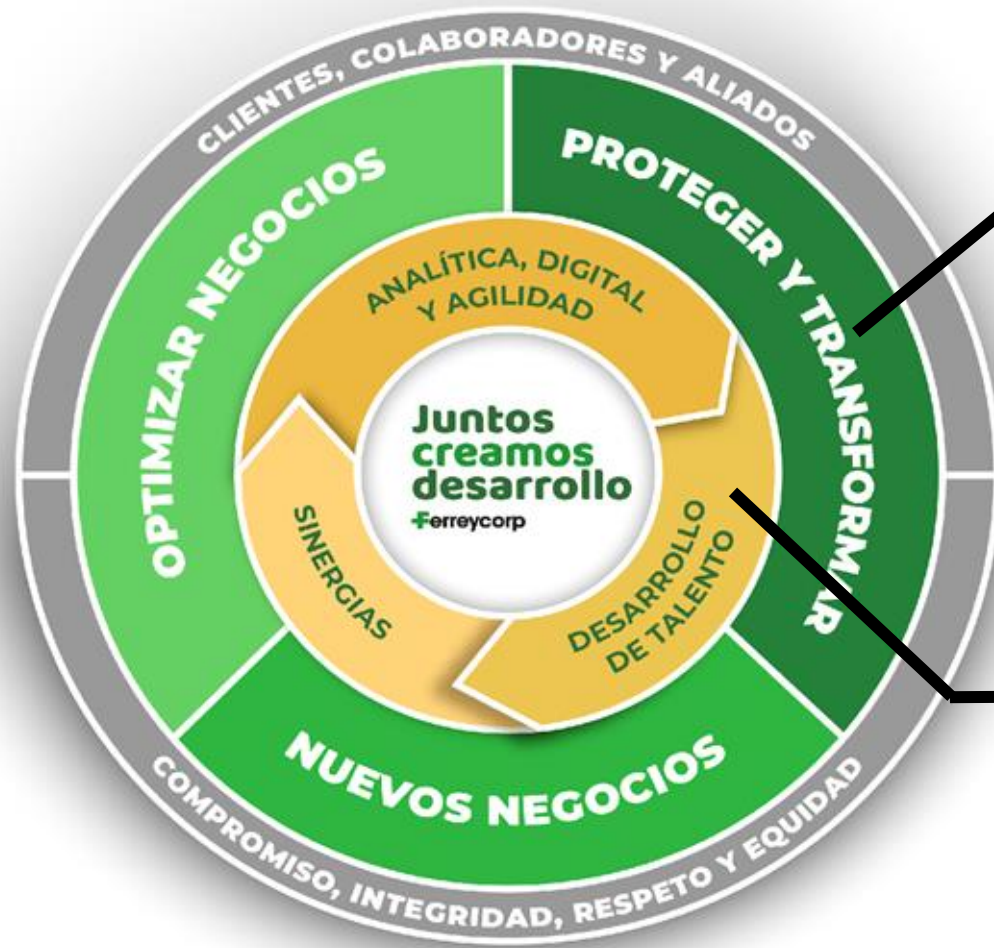 CLIENTES, COLABORADORES Y ALIADOS
OPTIMIZAR NEGOCIOS
PROTEGER Y TRANSFORMAR
ANALÍTICA, DIGITAL
Y AGILIDAD
Juntos
creamos
desarrollo
Ferreycorp
SINERGIAS
DESARROLLO
DE TALENTO
NUEVOS NEGOCIOS
COMPROMISO, INTEGRIDAD, RESPETO Y EQUIDAD